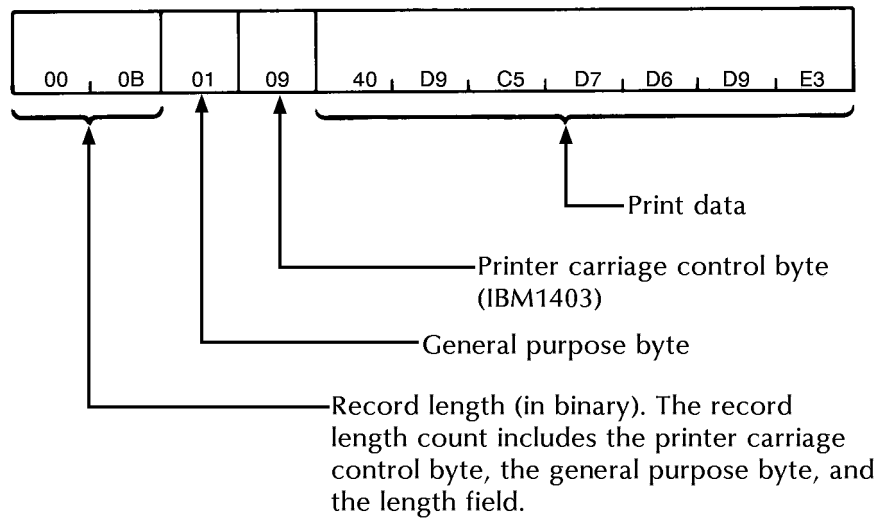 00 0B 01 09 40 D9 C5 D7 D6 D9 E3
Print data
Printer carriage control byte
(IBM1403)
General purpose byte
Record length (in binary). The record
length count includes the printer carriage
control byte, the general purpose byte, and
the length field.